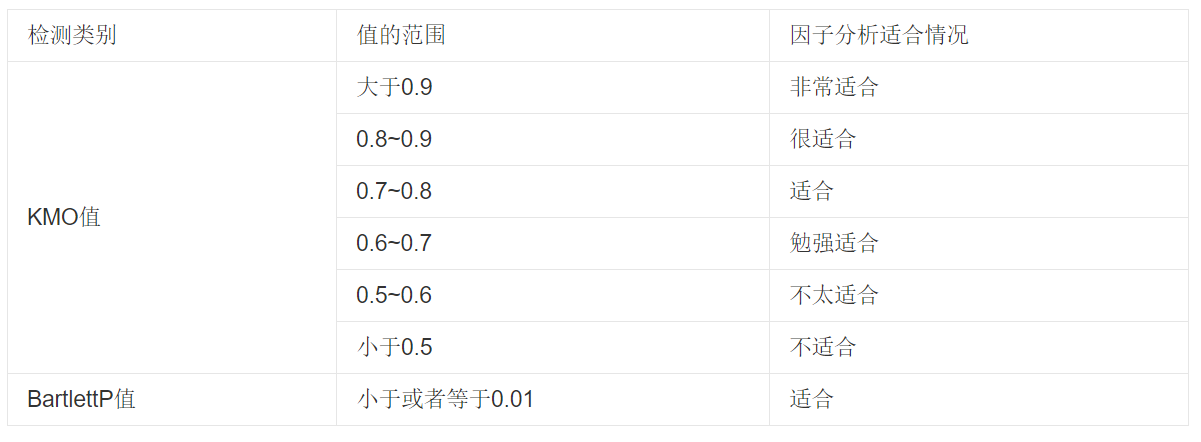 检测类别 值的范围 因子分析适合情况
大于0.9 非常适合
0.8~0.9 很适合
0.7~0.8 适合
KMO值
0.6~0.7 勉强适合
0.5~0.6 不太适合
小于0.5 不适合
BartlettP值 小于或者等于0.01 适合